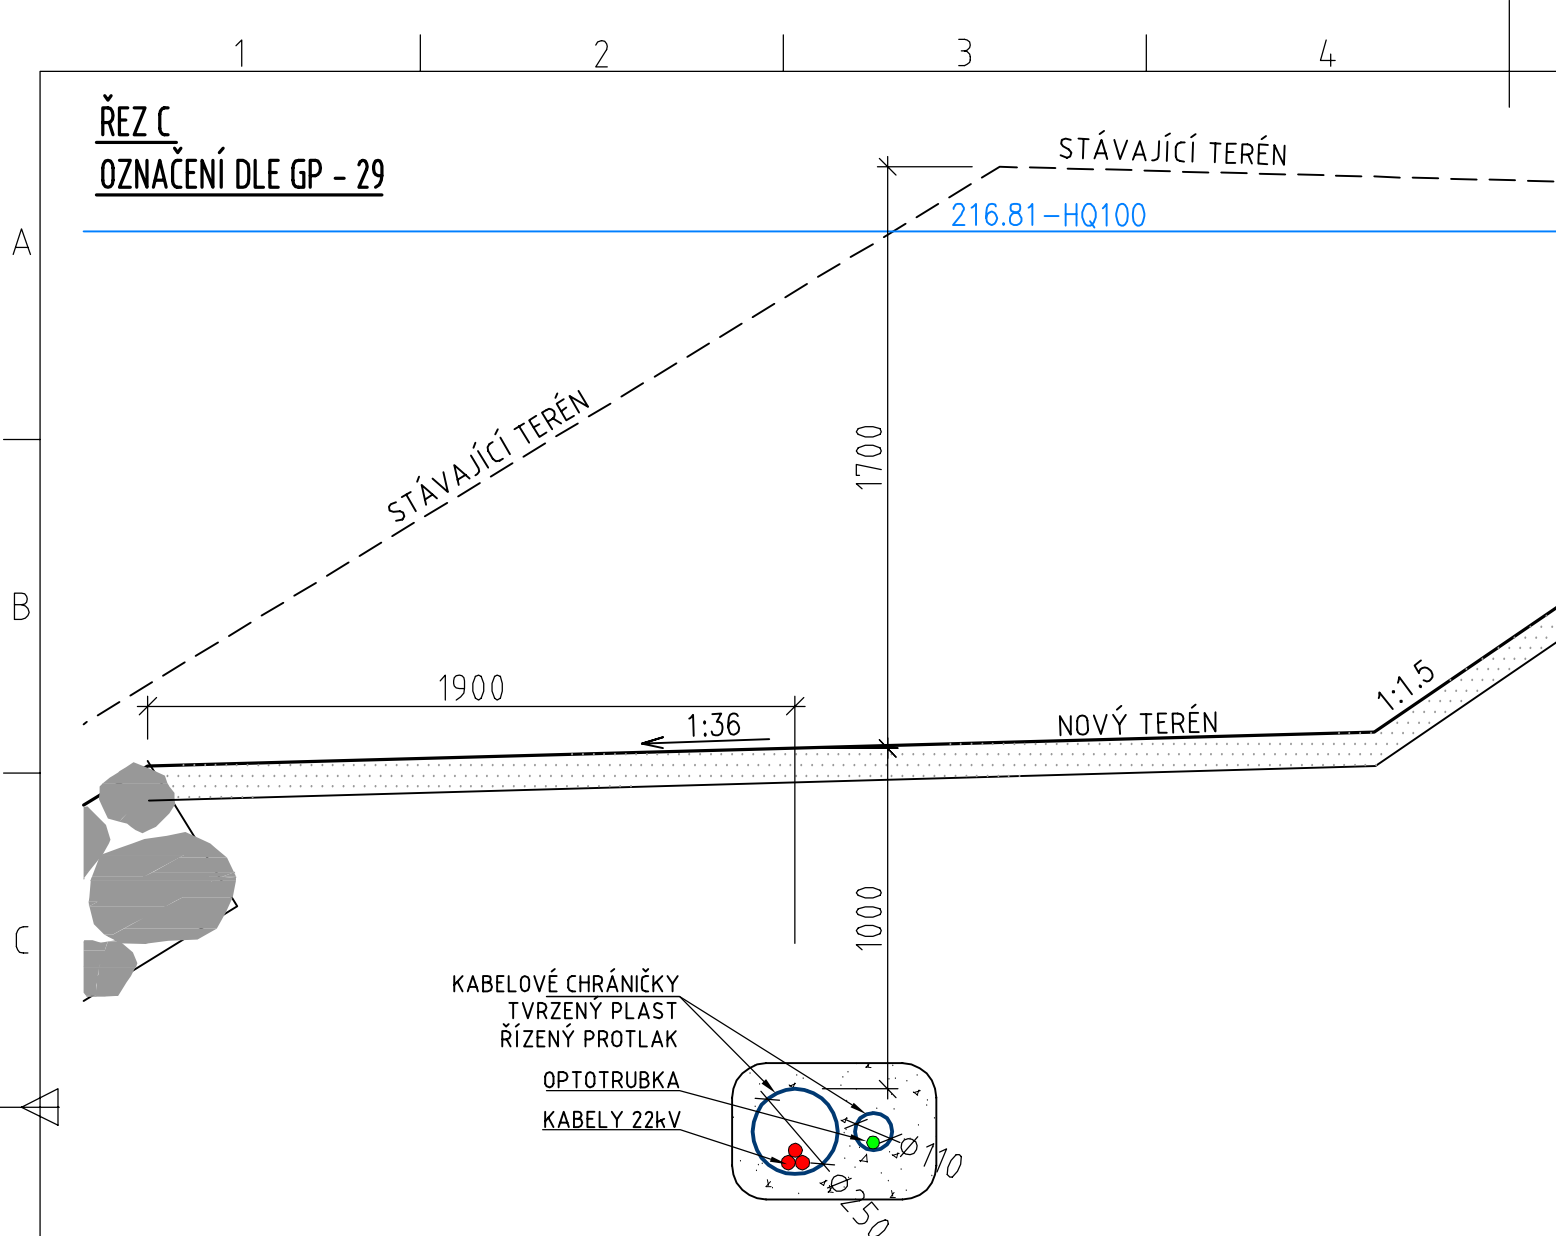 1
2
3
4
ŘEZ C
OZNAČENÍ DLE GP - 29
STÁVAJÍCÍ TERÉN
216.81-HQ100
A
STÁVAJÍCÍ TERÉN
1700
B
1900
1:36
NOVÝ TERÉN
1:1.5
C
1000
KABELOVÉ CHRÁNIČKY
TVRZENÝ PLAST
ŘÍZENÝ PROTLAK
OPTOTRUBKA
KABELY 22kV
Ø110
Ø250